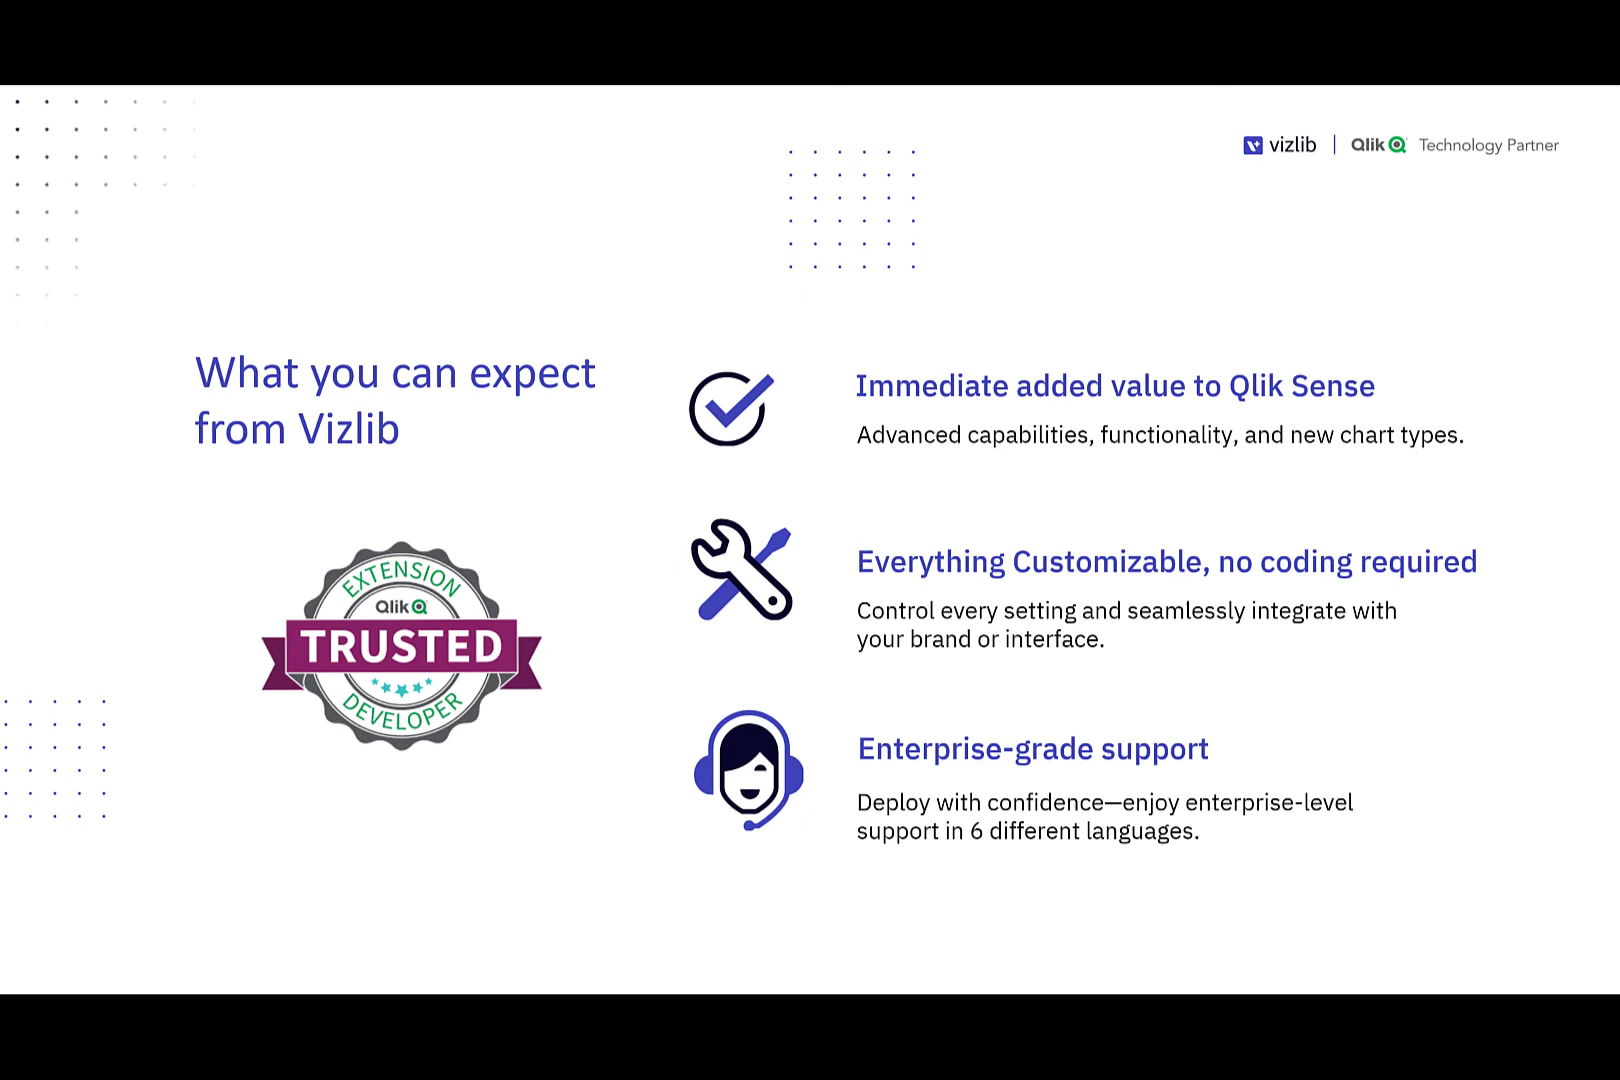 vizlib | Qlik Technology Partner
What you can expect
from Vizlib
EXTENSION
Qlik
TRUSTED
DEVELOPER
Immediate added value to Qlik Sense
Advanced capabilities, functionality, and new chart types.
Everything Customizable, no coding required
Control every setting and seamlessly integrate with
your brand or interface.
Enterprise-grade support
Deploy with confidence—enjoy enterprise-level
support in 6 different languages.